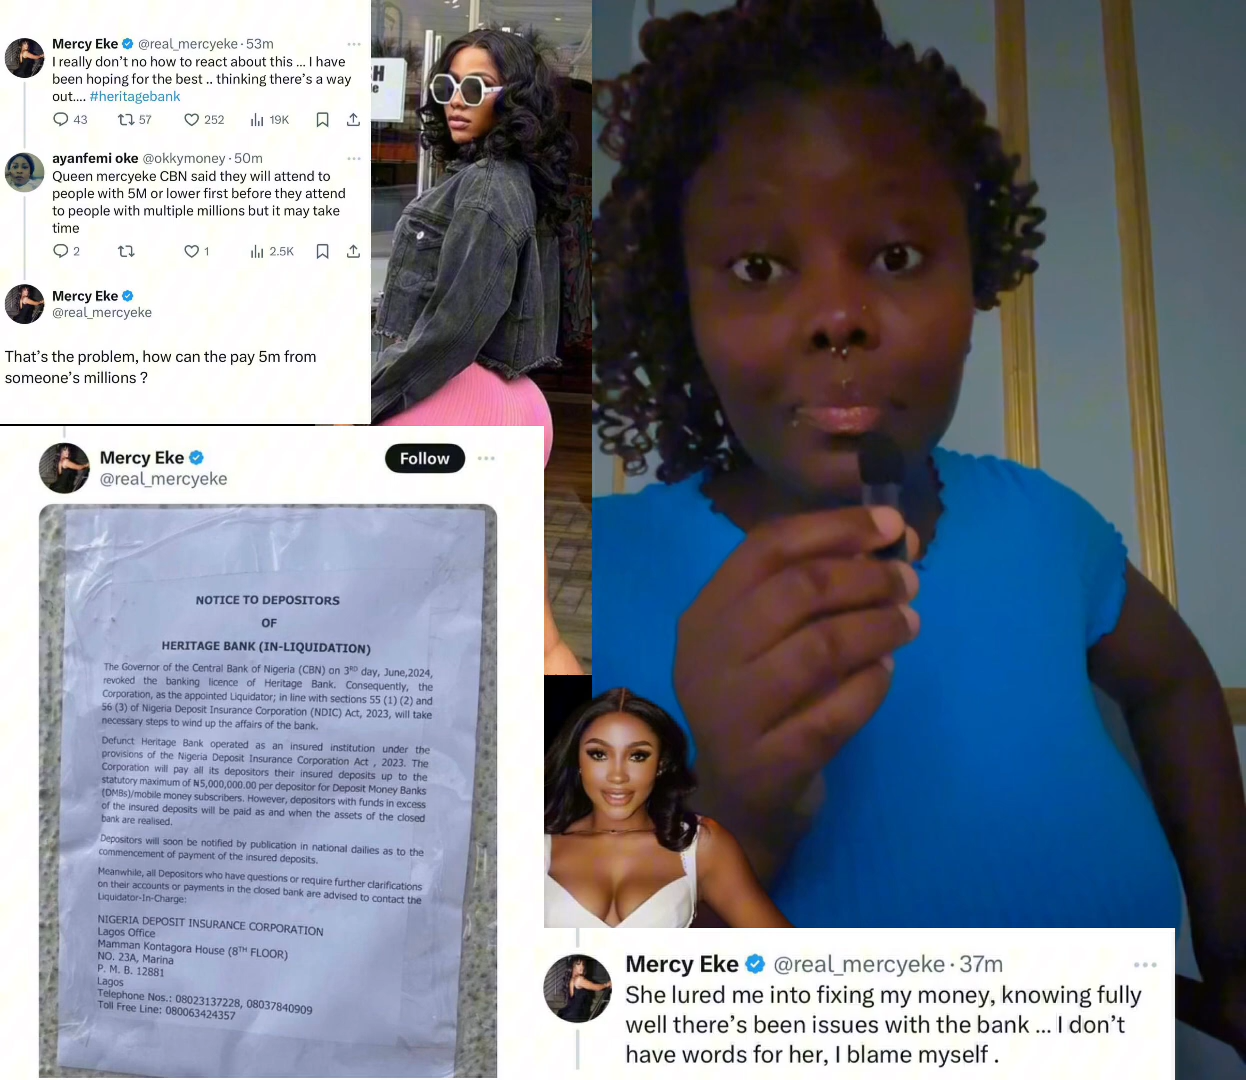 Mercy Eke @real_mercyeke · 53m
I really don't no how to react about this ... I have
been hoping for the best .. thinking there's a way
out.... #heritagebank
43 57 252 19K
ayanfemi oke @okkymoney · 50m
Queen mercyeke CBN said they will attend to
people with 5M or lower first before they attend
to people with multiple millions but it may take
time
2 1 2.5K
Mercy Eke
@real_mercyeke
That's the problem, how can the pay 5m from
someone's millions ?
Mercy Eke
@real_mercyeke
Follow
NOTICE TO DEPOSITORS
OF
HERITAGE BANK (IN-LIQUIDATION)
The Governor of the Central Bank of Nigeria (CBN) on 3RD day, June,2024,
revoked the banking licence of Heritage Bank. Consequently, the
Corporation, as the appointed Liquidator; in line with sections 55 (1) (2) and
56 (3) of Nigeria Deposit Insurance Corporation (NDIC) Act, 2023, will take
necessary steps to wind up the affairs of the bank.
Defunct Heritage Bank operated as an insured institution under the
provisions of the Nigeria Deposit Insurance Corporation Act , 2023. The
Corporation will pay all its depositors their insured deposits up to the
statutory maximum of ₦5,000,000.00 per depositor for Deposit Money Banks
(DMBs)/mobile money subscribers. However, depositors with funds in excess
of the insured deposits will be paid as and when the assets of the closed
bank are realised.
Depositors will soon be notified by publication in national dailies as to the
commencement of payment of the insured deposits.
Meanwhile, all Depositors who have questions or require further clarifications
on their accounts or payments in the closed bank are advised to contact the
Liquidator-In-Charge:
NIGERIA DEPOSIT INSURANCE CORPORATION
Lagos Office
Mamman Kontagora House (8TH FLOOR)
NO. 23A, Marina
P. M. B. 12881
Lagos
Telephone Nos.: 08023137228, 08037840909
Toll Free Line: 080063424357
Mercy Eke @real_mercyeke · 37m
She lured me into fixing my money, knowing fully
well there's been issues with the bank ... I don't
have words for her, I blame myself .